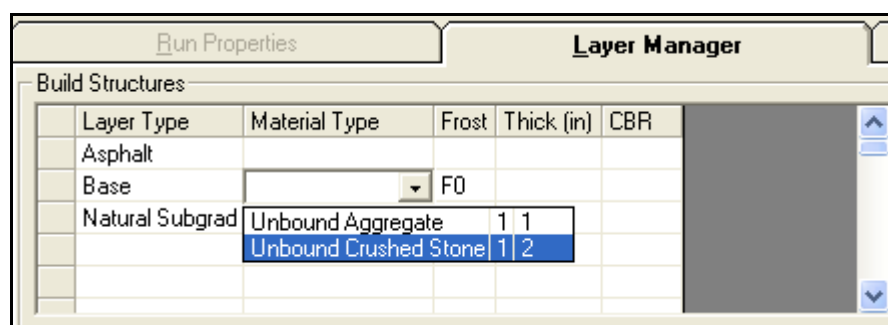 Run Properties Layer Manager
Build Structures
Layer Type Material Type Frost Thick (in) CBR
Asphalt
Base F0
Natural Subgrad Unbound Aggregate 1 1
Unbound Crushed Stone 1 2